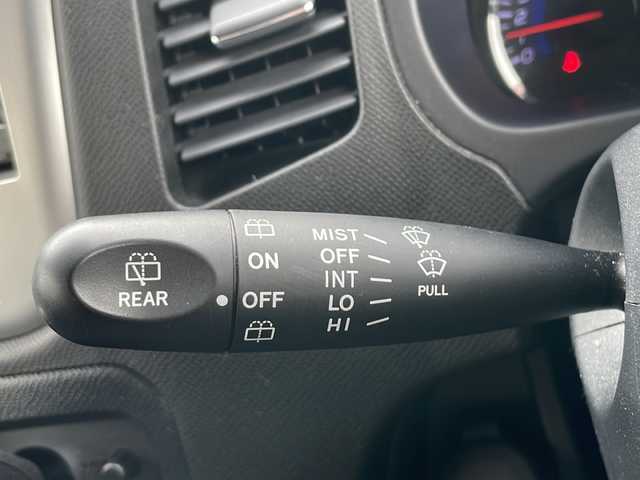 REAR
ON
OFF
MIST
OFF
INT
LO
HI
PULL